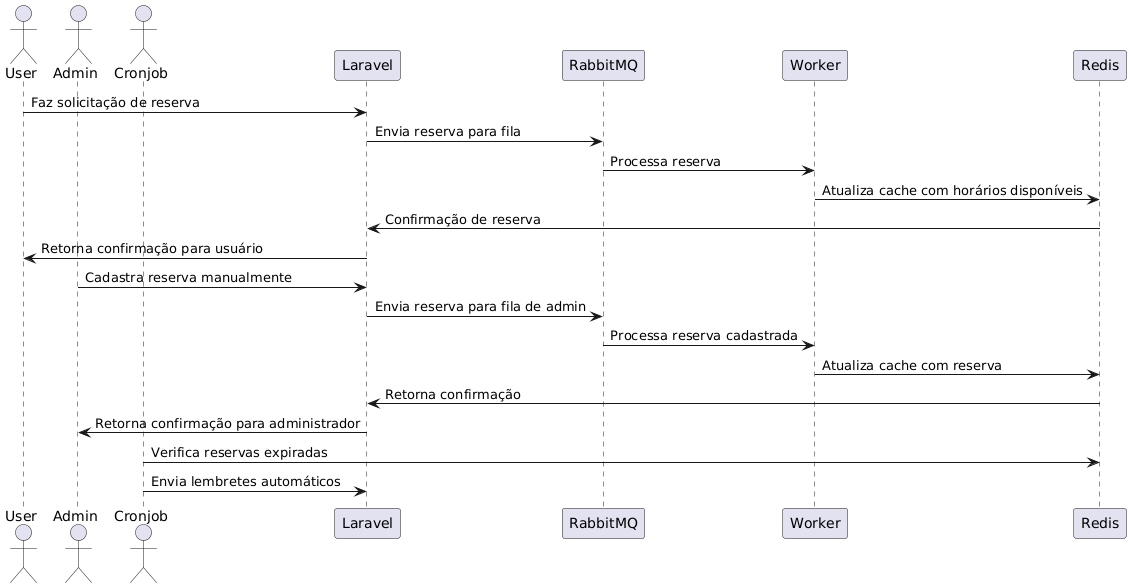 User Admin Cronjob Laravel RabbitMQ Worker Redis
Faz solicitação de reserva
Envia reserva para fila
Processa reserva
Atualiza cache com horários disponíveis
Confirmação de reserva
Retorna confirmação para usuário
Cadastra reserva manualmente
Envia reserva para fila de admin
Processa reserva cadastrada
Atualiza cache com reserva
Retorna confirmação
Retorna confirmação para administrador
Verifica reservas expiradas
Envia lembretes automáticos
User Admin Cronjob Laravel RabbitMQ Worker Redis